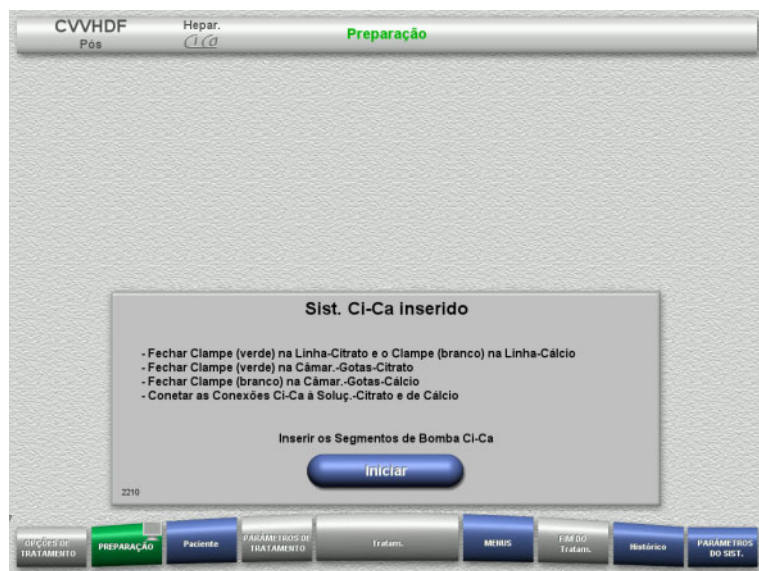 CVVHDF
Pós
Hepar.
Ci Ca
Preparação
Sist. Ci-Ca inserido
- Fechar Clampe (verde) na Linha-Citrato e o Clampe (branco) na Linha-Cálcio
- Fechar Clampe (verde) na Câmar.-Gotas-Citrato
- Fechar Clampe (branco) na Câmar.-Gotas-Cálcio
- Conetar as Conexões Ci-Ca à Soluç.-Citrato e de Cálcio
Inserir os Segmentos de Bomba Ci-Ca
Iniciar
2210
OPÇÕES DE
TRATAMENTO
PREPARAÇÃO
Paciente
PARÂMETROS DE
TRATAMENTO
Tratam.
MENUS
FIM DO
Tratam.
Histórico
PARÂMETROS
DO SIST.